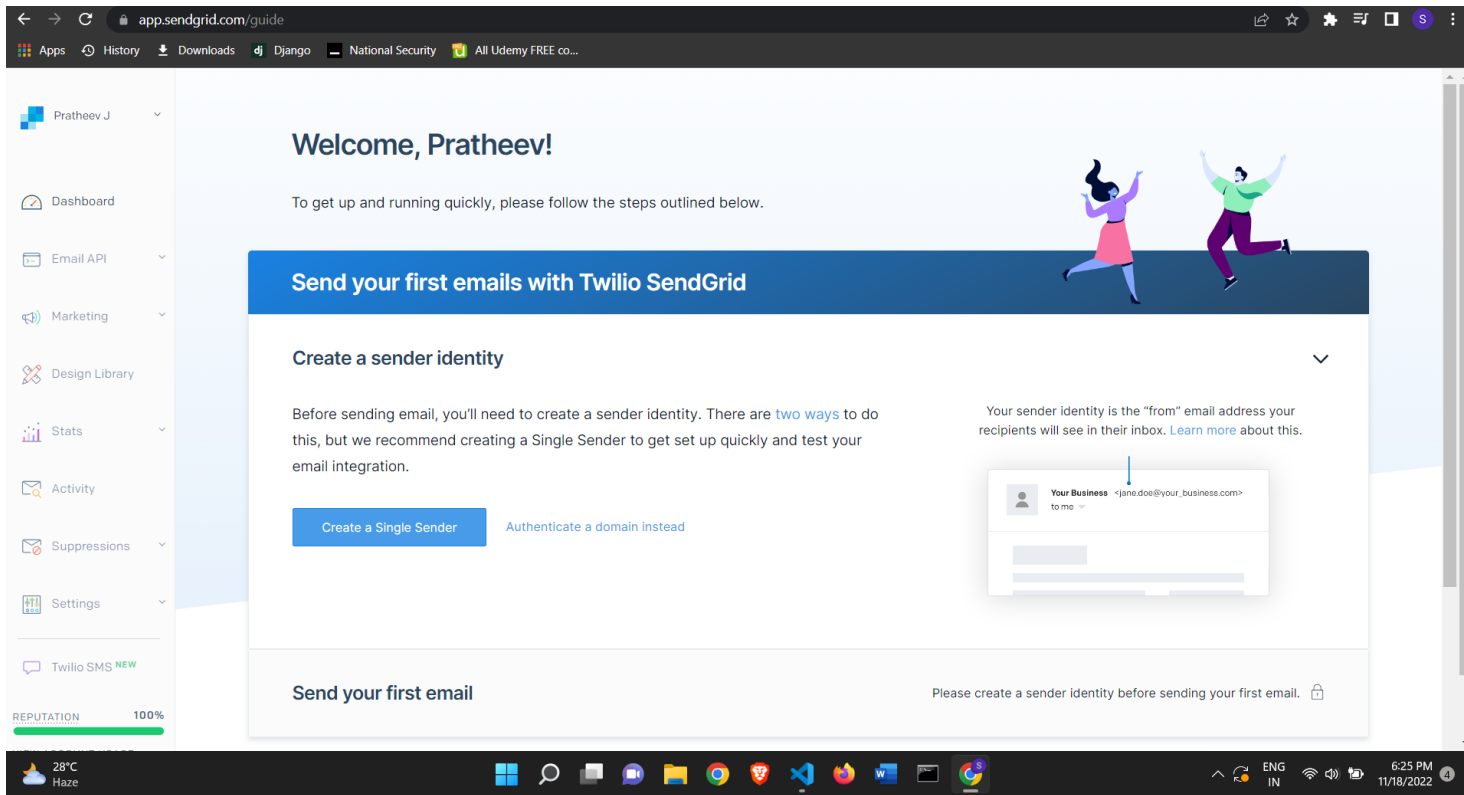 app.sendgrid.com/guide
S
Apps History Downloads dj Django National Security All Udemy FREE co...
Pratheev J
Dashboard
Email API
Marketing
Design Library
Stats
Activity
Suppressions
Settings
Twilio SMS NEW
REPUTATION 100%
Welcome, Pratheev!
To get up and running quickly, please follow the steps outlined below.
Send your first emails with Twilio SendGrid
Create a sender identity
Before sending email, you'll need to create a sender identity. There are two ways to do
this, but we recommend creating a Single Sender to get set up quickly and test your
email integration.
Create a Single Sender Authenticate a domain instead
Your sender identity is the "from" email address your
recipients will see in their inbox. Learn more about this.
Your Business <jane.doe@your_business.com>
to me
Send your first email
Please create a sender identity before sending your first email.
28°C
Haze
ENG
IN
6:25 PM
11/18/2022
4